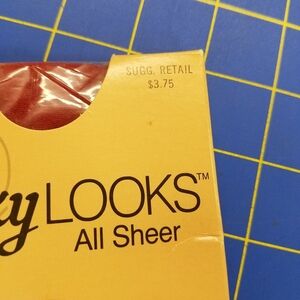 SUGG. RETAIL
$3.75
LOOKS™
All Sheer